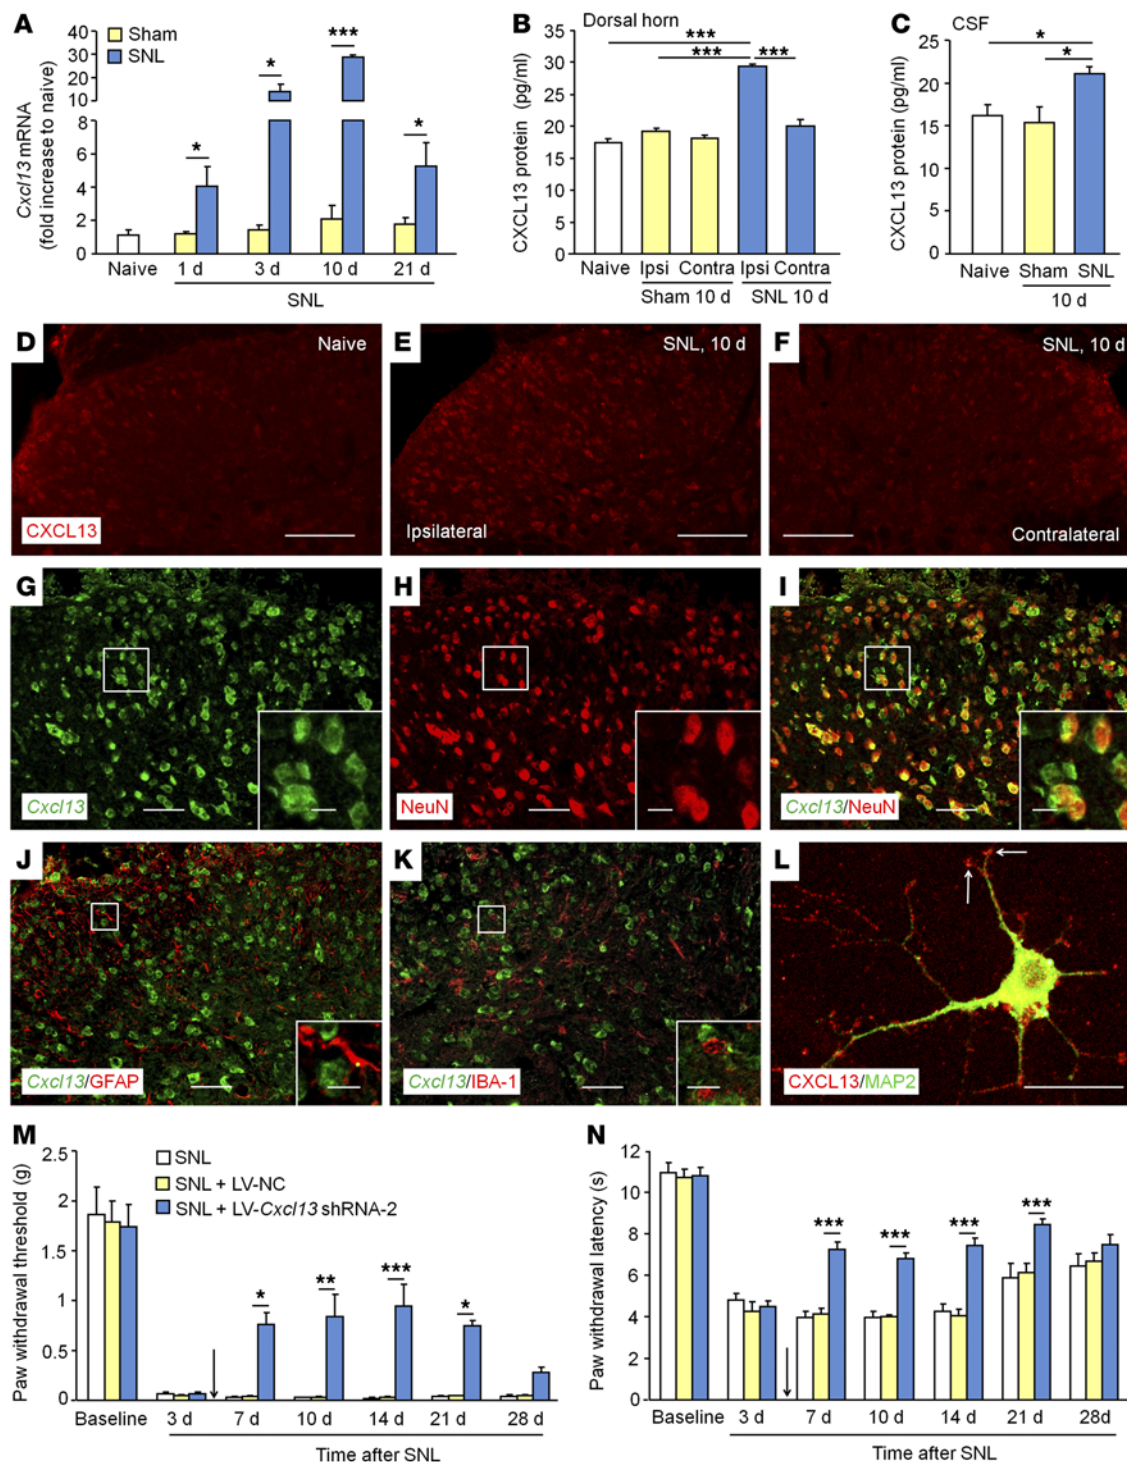 A
Sham
SNL
Cxcl13 mRNA
(fold increase to naive)
40
30
20
10
8
6
4
2
0
*
*
***
*
Naive 1 d 3 d 10 d 21 d
SNL
B
Dorsal horn
CXCL13 protein (pg/ml)
35
30
25
20
15
10
5
0
***
*** ***
Naive Ipsi Contra Ipsi Contra
Sham 10 d SNL 10 d
C
CSF
CXCL13 protein (pg/ml)
25
20
15
10
5
0
*
*
Naive Sham SNL
10 d
D
Naive
CXCL13
E
SNL, 10 d
Ipsilateral
F
SNL, 10 d
Contralateral
G
Cxcl13
H
NeuN
I
Cxcl13/NeuN
J
Cxcl13/GFAP
K
Cxcl13/IBA-1
L
CXCL13/MAP2
M
Paw withdrawal threshold (g)
2.5
2
1.5
1
0.5
0
SNL
SNL + LV-NC
SNL + LV-Cxcl13 shRNA-2
*
**
***
*
Baseline 3 d 7 d 10 d 14 d 21 d 28 d
Time after SNL
N
Paw withdrawal latency (s)
12
10
8
6
4
2
0
***
***
***
***
Baseline 3 d 7 d 10 d 14 d 21 d 28d
Time after SNL